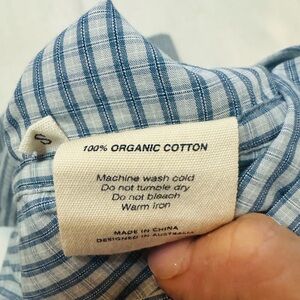 S
100% ORGANIC COTTON
Machine wash cold
Do not tumble dry
Do not bleach
Warm iron
MADE IN CHINA
DESIGNED IN AUSTRALIA